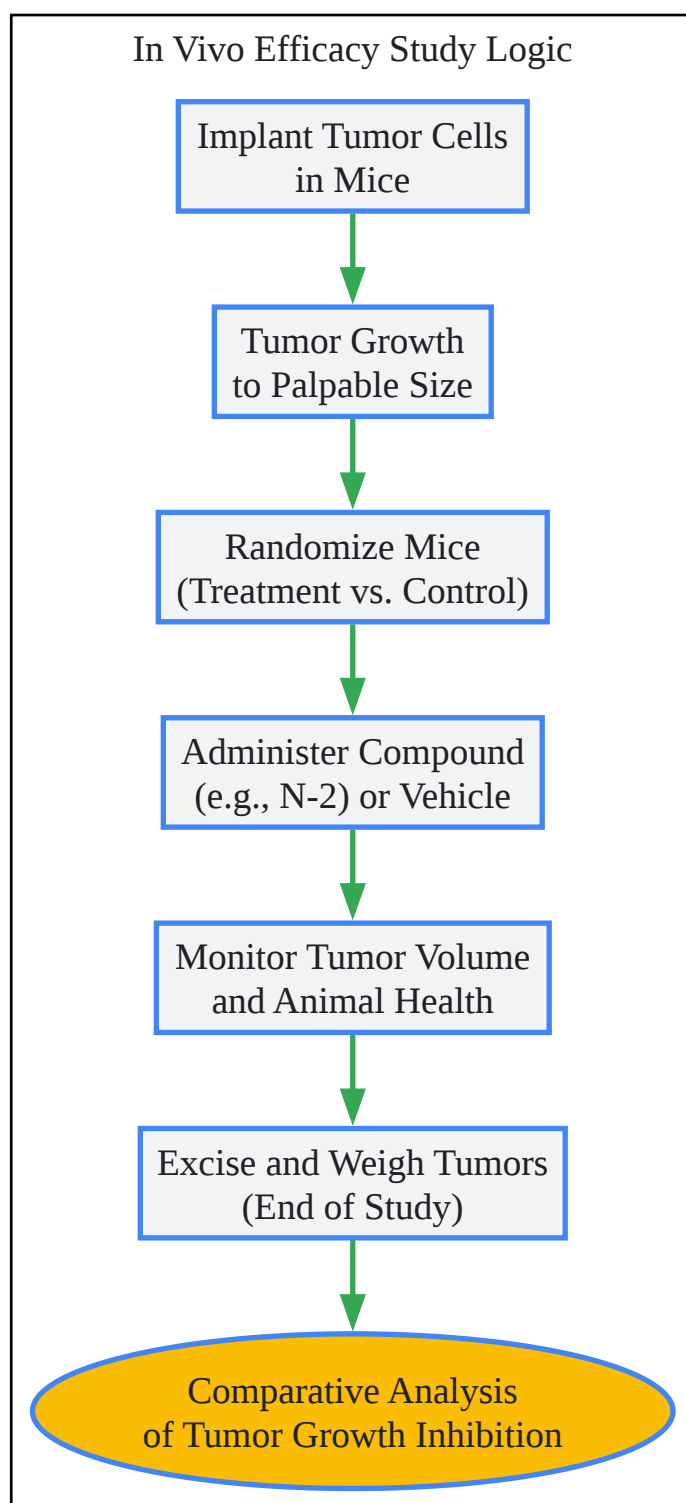 In Vivo Efficacy Study Logic
Implant Tumor Cells
in Mice
Tumor Growth
to Palpable Size
Randomize Mice
(Treatment vs. Control)
Administer Compound
(e.g., N-2) or Vehicle
Monitor Tumor Volume
and Animal Health
Excise and Weigh Tumors
(End of Study)
Comparative Analysis
of Tumor Growth Inhibition